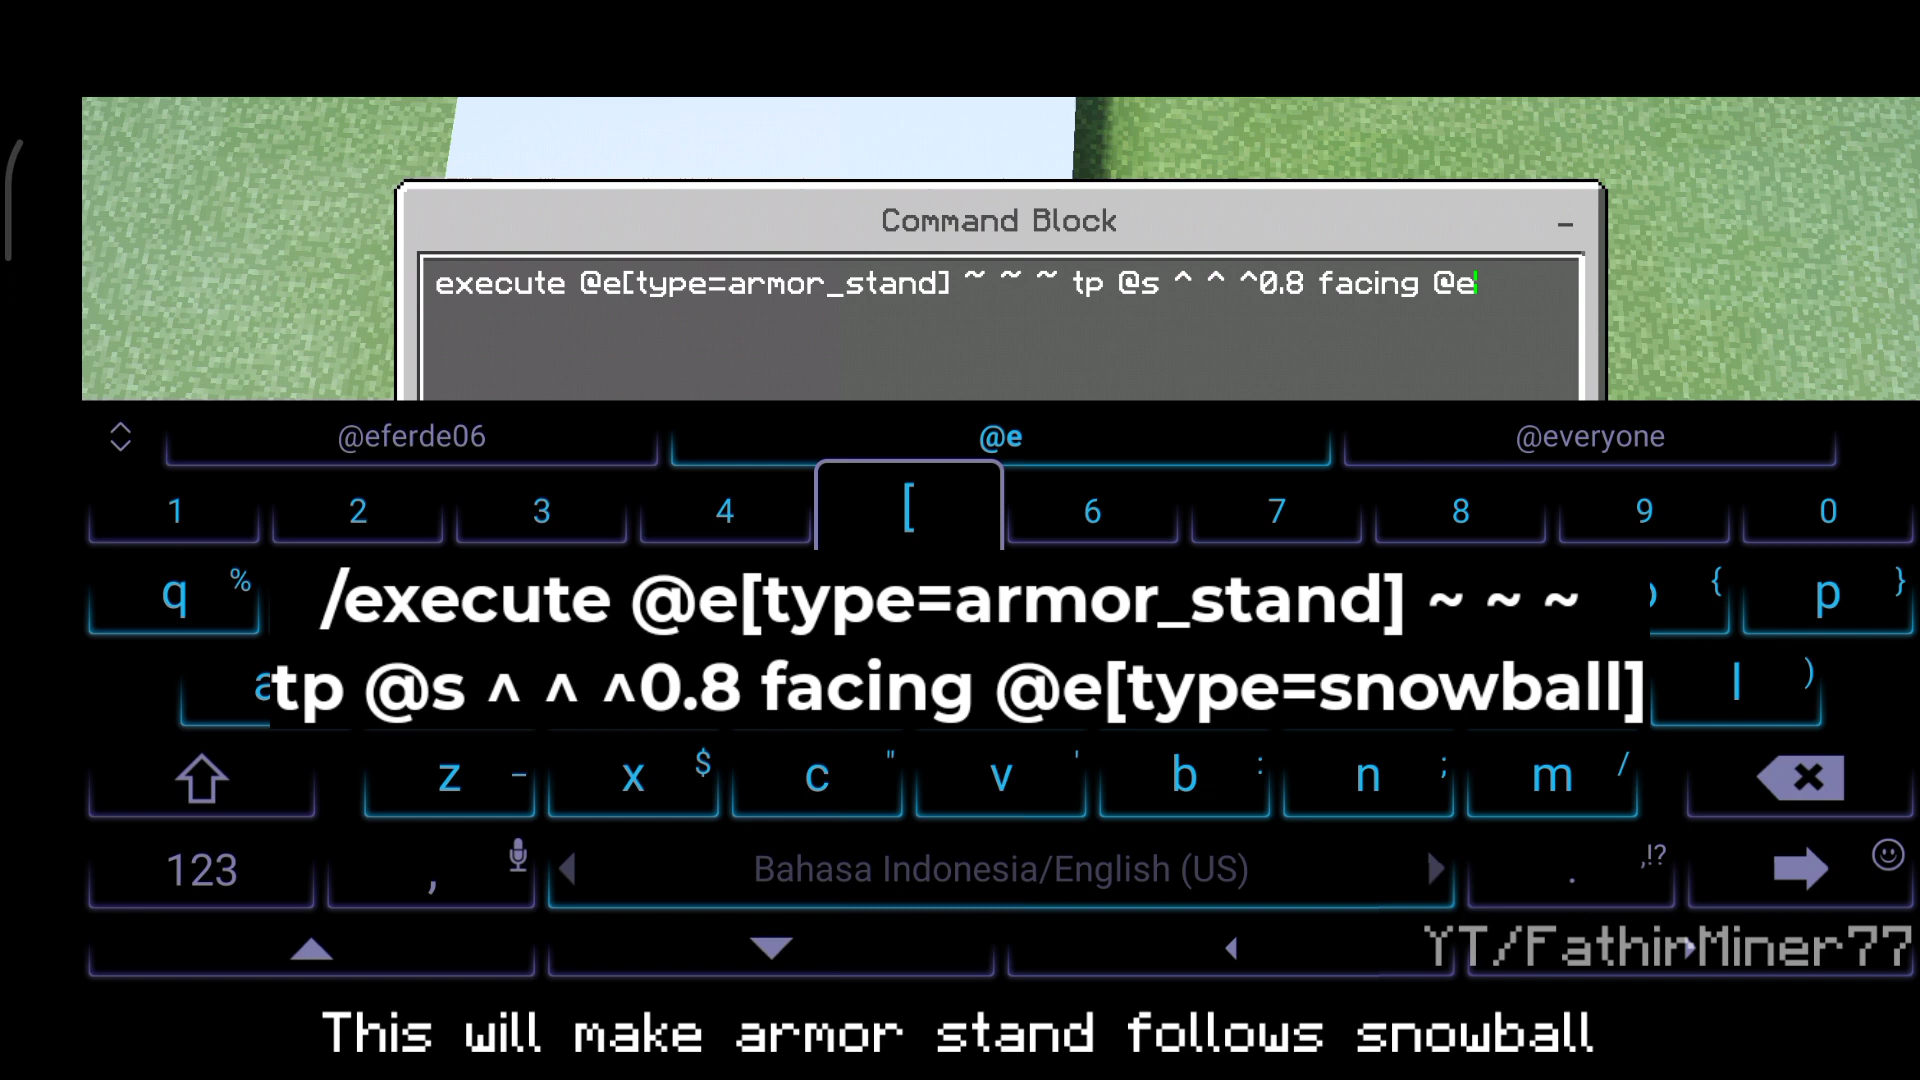 Command Block
execute @e[type=armor_stand] ~ ~ ~ tp @s ^ ^ ^0.8 facing @e
@eferde06 @e @everyone
1 2 3 4 [ 6 7 8 9 0
q % { p }
/execute @e[type=armor_stand] ~ ~ ~
tp @s ^ ^ ^0.8 facing @e[type=snowball]
l )
z _ x $ c " v ' b : n ; m /
123 , Bahasa Indonesia/English (US) . ,!?
YT/FathirMiner77
This will make armor stand follows snowball